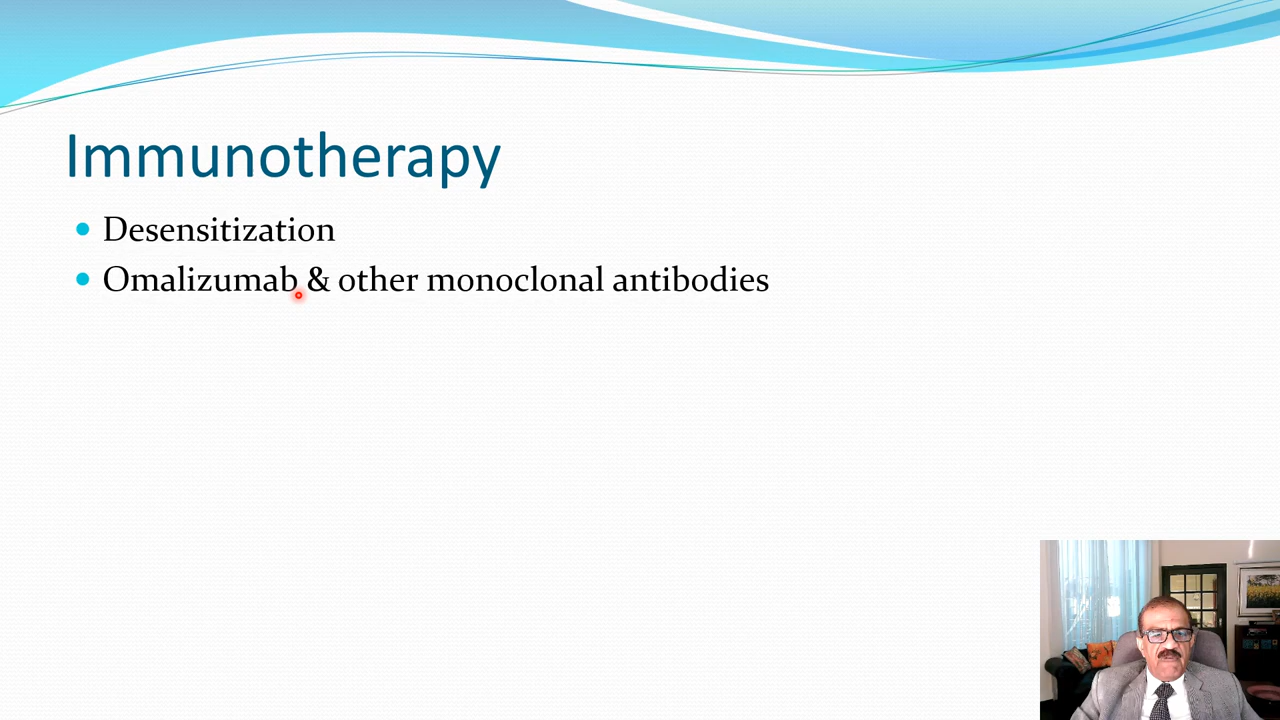 Immunotherapy
Desensitization
Omalizumab & other monoclonal antibodies